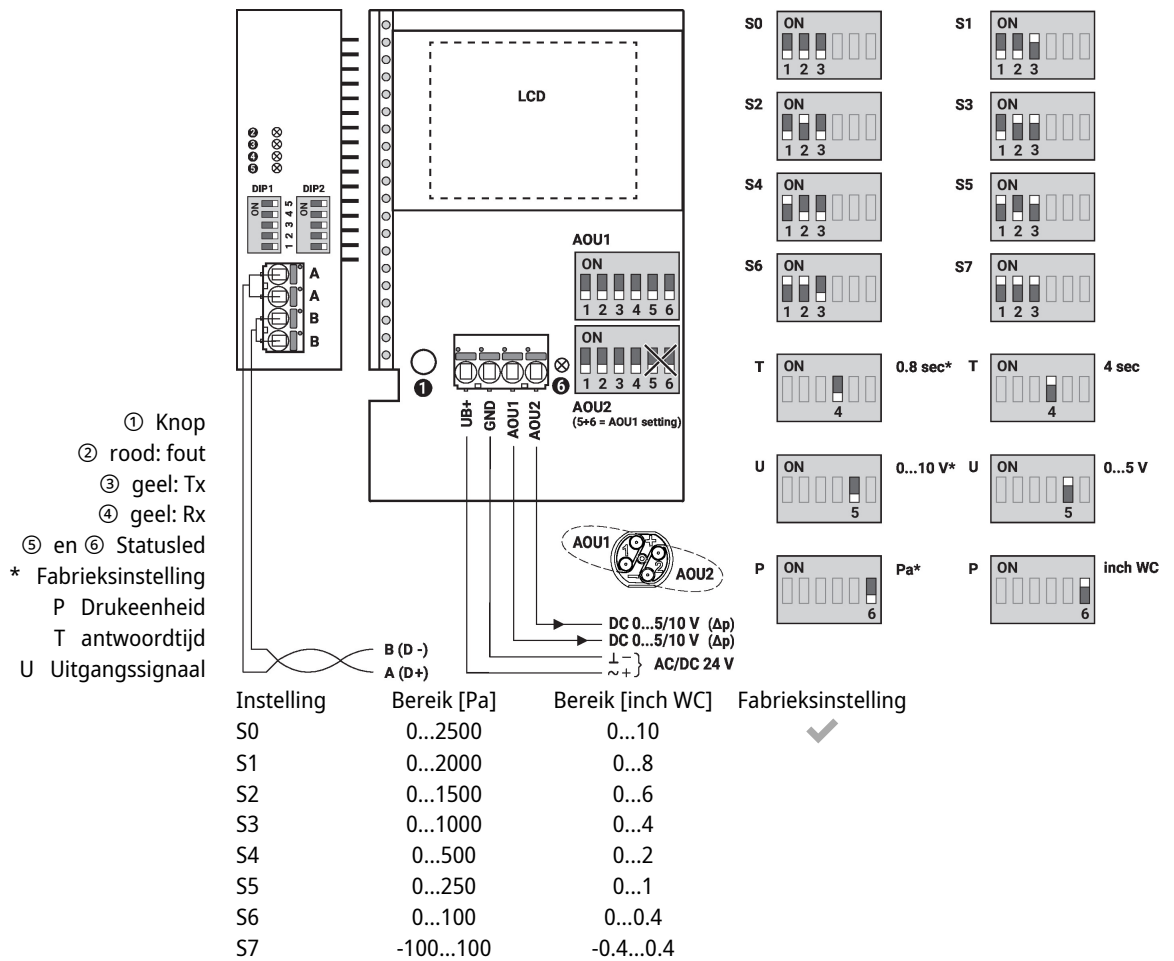 LCD
❷
❸
❹
❺
DIP1 DIP2
ON ON
1 2 3 4 5
A
A
B
B
AOU1
ON
1 2 3 4 5 6
ON
1 2 3 4 5 6
AOU2
(5+6 = AOU1 setting)
❶ ❻
UB+ GND AOU1 AOU2
AOU1
1 + 2 −
AOU2
DC 0...5/10 V (Δp)
DC 0...5/10 V (Δp)
⊥ −
~ + } AC/DC 24 V
B (D -)
A (D+)
S0 ON
1 2 3
S1 ON
1 2 3
S2 ON
1 2 3
S3 ON
1 2 3
S4 ON
1 2 3
S5 ON
1 2 3
S6 ON
1 2 3
S7 ON
1 2 3
T ON 0.8 sec*
4
T ON 4 sec
4
U ON 0...10 V*
5
U ON 0...5 V
5
P ON Pa*
6
P ON inch WC
6
① Knop
② rood: fout
③ geel: Tx
④ geel: Rx
⑤ en ⑥ Statusled
* Fabrieksinstelling
P Drukeenheid
T antwoordtijd
U Uitgangssignaal
Instelling Bereik [Pa] Bereik [inch WC] Fabrieksinstelling
S0 0...2500 0...10 ✔
S1 0...2000 0...8
S2 0...1500 0...6
S3 0...1000 0...4
S4 0...500 0...2
S5 0...250 0...1
S6 0...100 0...0.4
S7 -100...100 -0.4...0.4